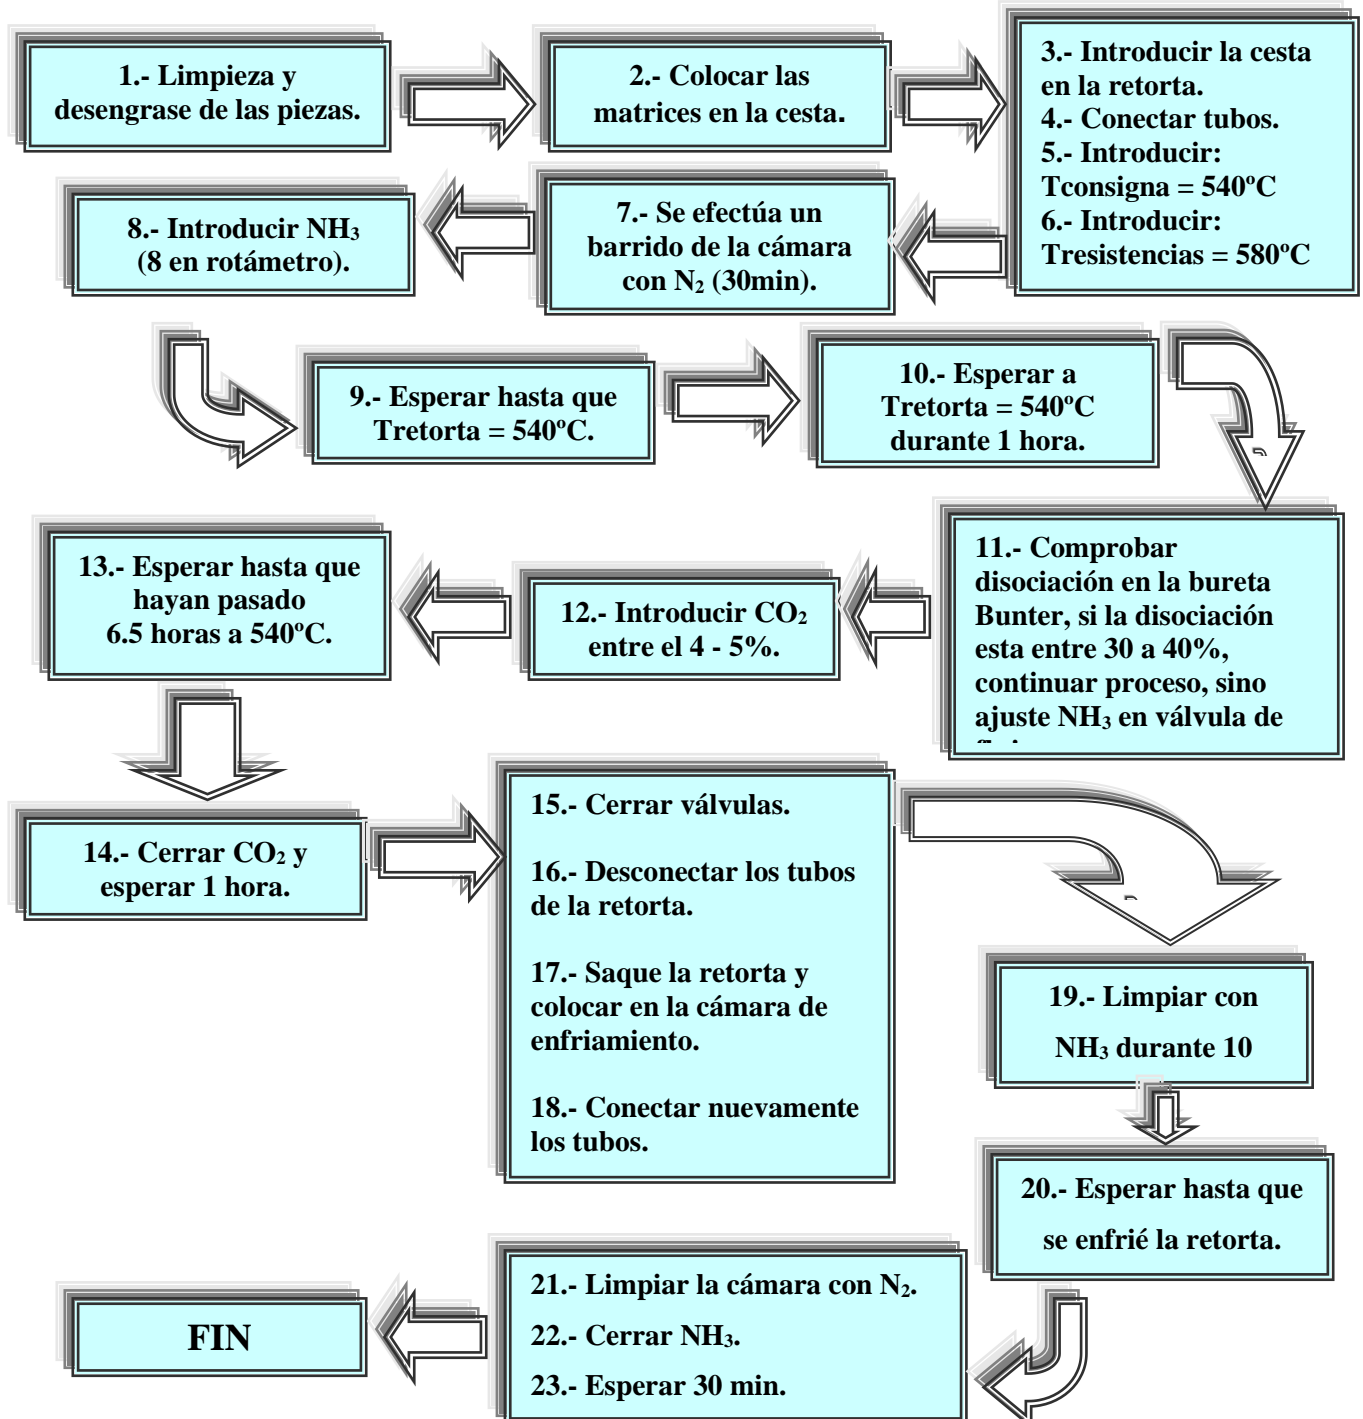 1.- Limpieza y
desengrase de las piezas.
2.- Colocar las
matrices en la cesta.
3.- Introducir la cesta
en la retorta.
4.- Conectar tubos.
5.- Introducir:
Tconsigna = 540ºC
6.- Introducir:
Tresistencias = 580ºC
7.- Se efectúa un
barrido de la cámara
con N₂ (30min).
8.- Introducir NH₃
(8 en rotámetro).
9.- Esperar hasta que
Tretorta = 540ºC.
10.- Esperar a
Tretorta = 540ºC
durante 1 hora.
11.- Comprobar
disociación en la bureta
Bunter, si la disociación
esta entre 30 a 40%,
continuar proceso, sino
ajuste NH₃ en válvula de
12.- Introducir CO₂
entre el 4 - 5%.
13.- Esperar hasta que
hayan pasado
6.5 horas a 540ºC.
14.- Cerrar CO₂ y
esperar 1 hora.
15.- Cerrar válvulas.
16.- Desconectar los tubos
de la retorta.
17.- Saque la retorta y
colocar en la cámara de
enfriamiento.
18.- Conectar nuevamente
los tubos.
19.- Limpiar con
NH₃ durante 10
20.- Esperar hasta que
se enfrié la retorta.
21.- Limpiar la cámara con N₂.
22.- Cerrar NH₃.
23.- Esperar 30 min.
FIN